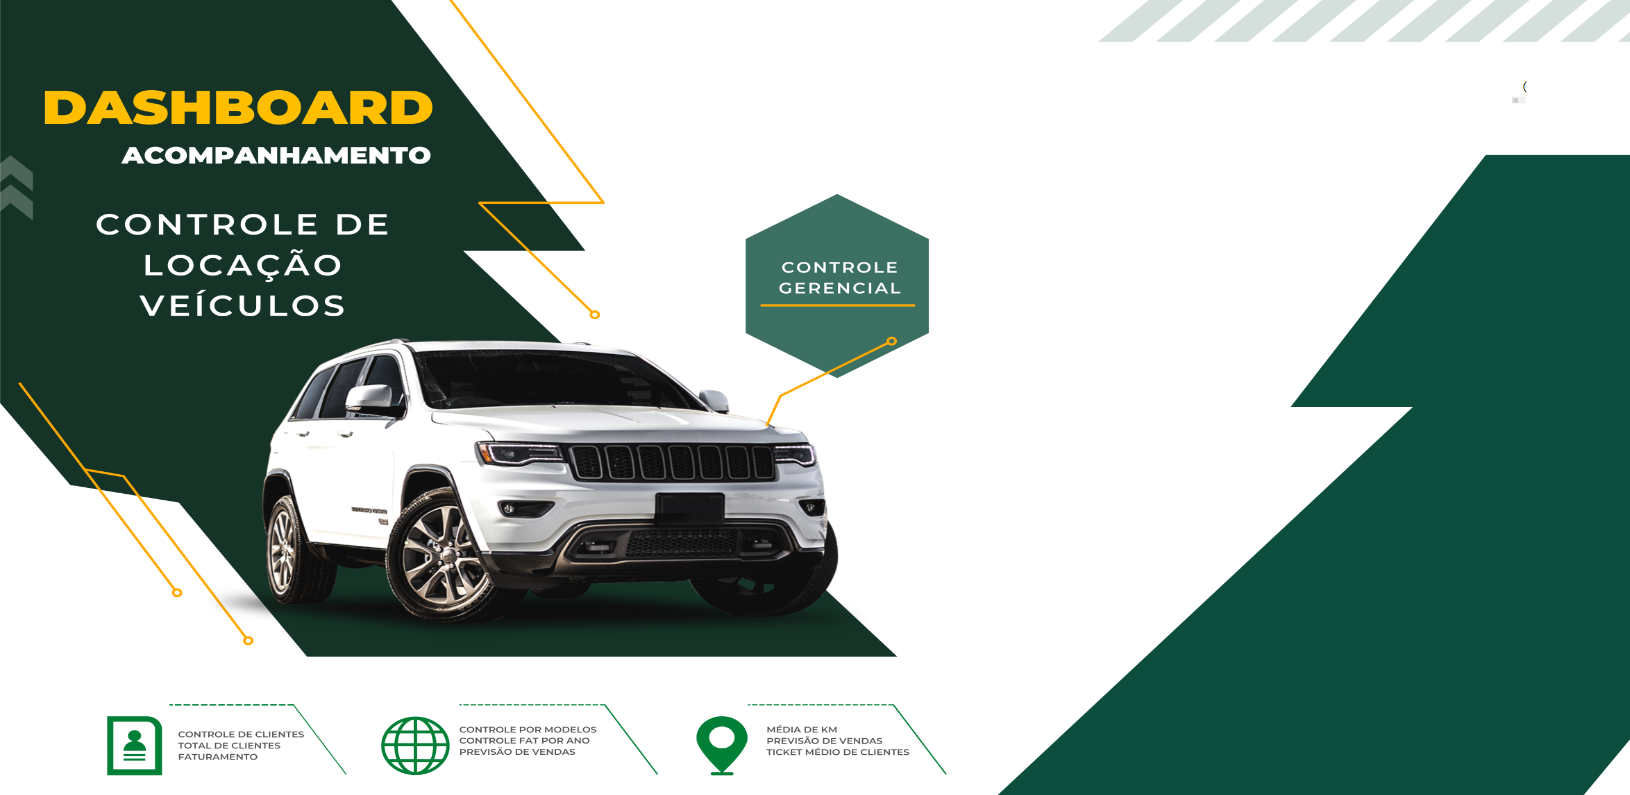 DASHBOARD
ACOMPANHAMENTO
CONTROLE DE
LOCAÇÃO
VEÍCULOS
CONTROLE
GERENCIAL
CONTROLE DE CLIENTES
TOTAL DE CLIENTES
FATURAMENTO
CONTROLE POR MODELOS
CONTROLE FAT POR ANO
PREVISÃO DE VENDAS
MÉDIA DE KM
PREVISÃO DE VENDAS
TICKET MÉDIO DE CLIENTES